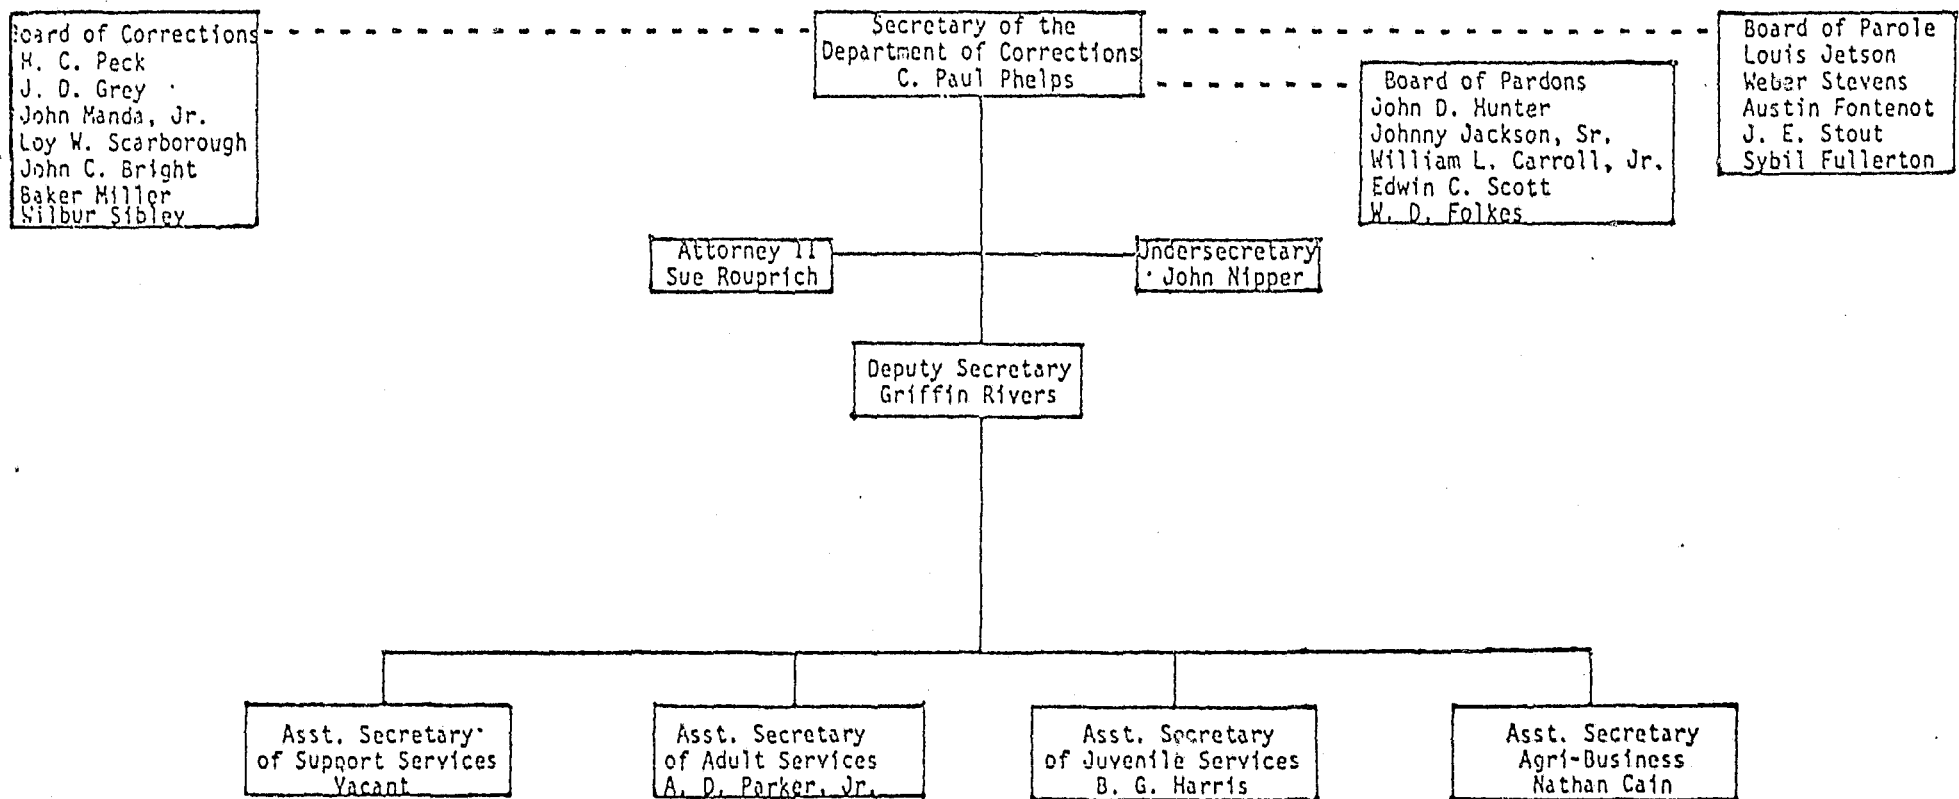 Board of Corrections
H. C. Peck
J. D. Grey
John Manda, Jr.
Loy W. Scarborough
John C. Bright
Baker Miller
Wilbur Sibley
Secretary of the
Department of Corrections
C. Paul Phelps
Board of Pardons
John D. Hunter
Johnny Jackson, Sr.
William L. Carroll, Jr.
Edwin C. Scott
W. D. Folkes
Board of Parole
Louis Jetson
Weber Stevens
Austin Fontenot
J. E. Stout
Sybil Fullerton
Attorney II
Sue Rouprich
Undersecretary
John Nipper
Deputy Secretary
Griffin Rivers
Asst. Secretary
of Support Services
Vacant
Asst. Secretary
of Adult Services
A. D. Parker, Jr.
Asst. Secretary
of Juvenile Services
B. G. Harris
Asst. Secretary
Agri-Business
Nathan Cain